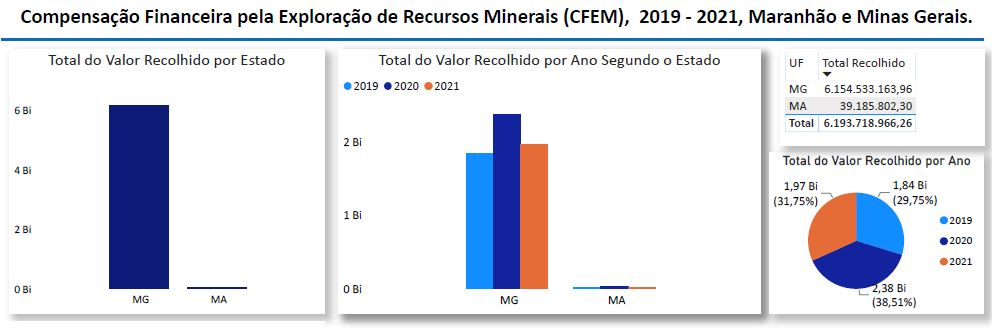 Compensação Financeira pela Exploração de Recursos Minerais (CFEM),  2019 - 2021, Maranhão e Minas Gerais.
Total do Valor Recolhido por Estado
6 Bi
4 Bi
2 Bi
0 Bi
MG MA
Total do Valor Recolhido por Ano Segundo o Estado
2019 2020 2021
2 Bi
1 Bi
0 Bi
MG MA
UF Total Recolhido
MG 6.154.533.163,96
MA 39.185.802,30
Total 6.193.718.966,26
Total do Valor Recolhido por Ano
1,97 Bi
(31,75%)
1,84 Bi
(29,75%)
2,38 Bi
(38,51%)
2019
2020
2021